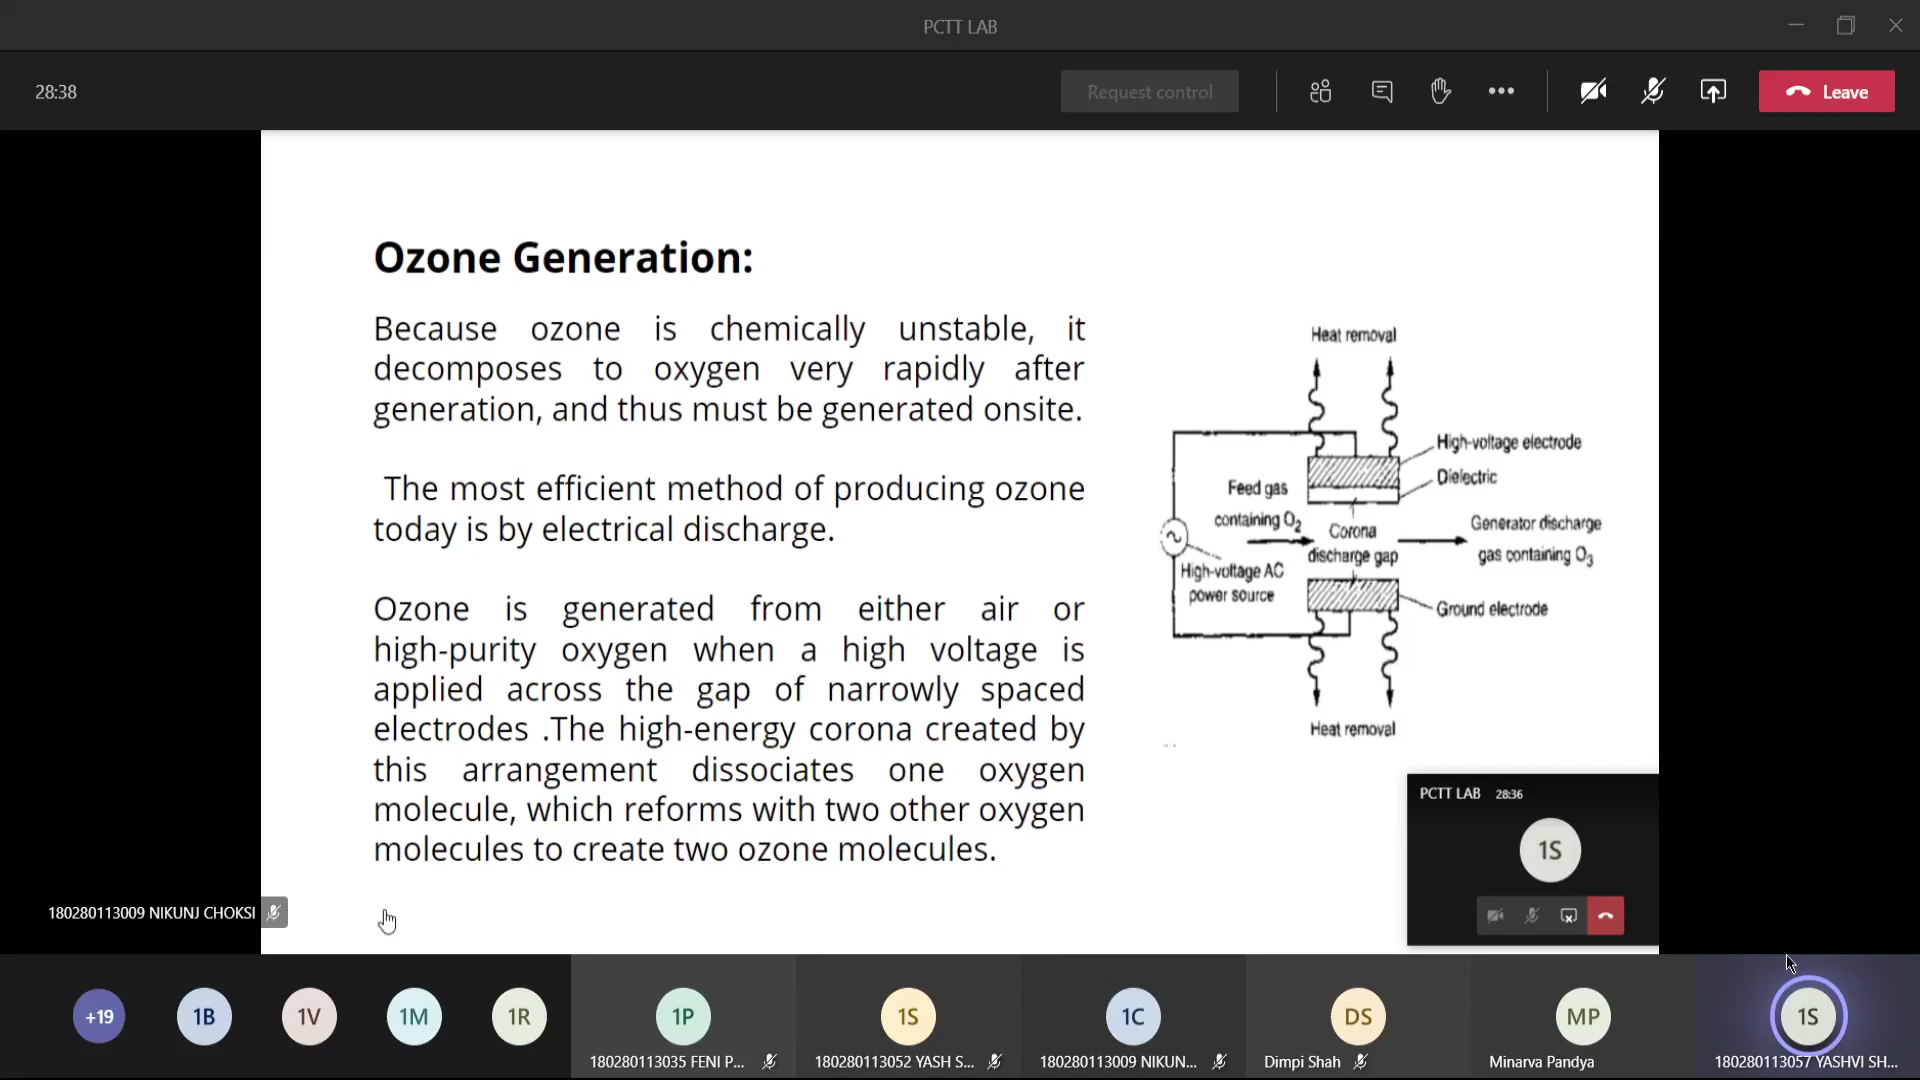 PCTT LAB
28:38
Request control
Leave
Ozone Generation:
Because ozone is chemically unstable, it
decomposes to oxygen very rapidly after
generation, and thus must be generated onsite.
The most efficient method of producing ozone
today is by electrical discharge.
Ozone is generated from either air or
high-purity oxygen when a high voltage is
applied across the gap of narrowly spaced
electrodes .The high-energy corona created by
this arrangement dissociates one oxygen
molecule, which reforms with two other oxygen
molecules to create two ozone molecules.
Heat removal
High-voltage electrode
Dielectric
Feed gas
containing O₂
Corona
discharge gap
Generator discharge
gas containing O₃
High-voltage AC
power source
Ground electrode
Heat removal
PCTT LAB 28:36
1S
180280113009 NIKUNJ CHOKSI
+19
1B
1V
1M
1R
1P
1S
1C
DS
MP
1S
180280113035 FENI P...
180280113052 YASH S...
180280113009 NIKUN...
Dimpi Shah
Minarva Pandya
180280113057 YASHVI SH...